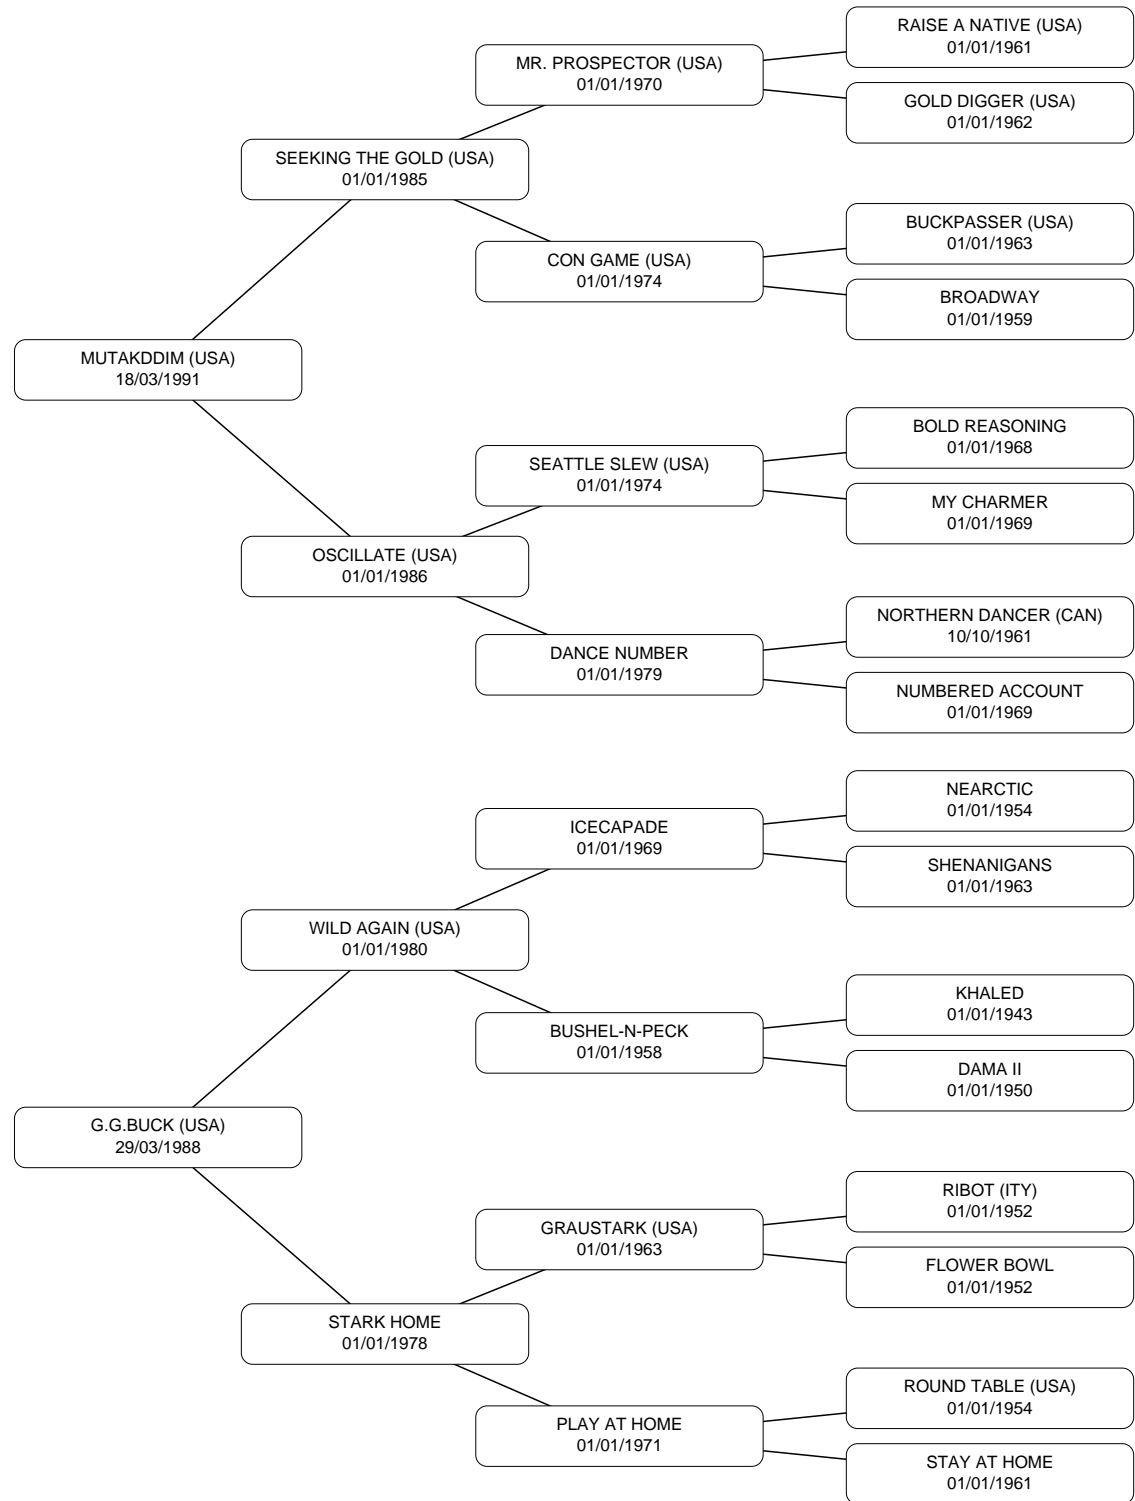 RAISE A NATIVE (USA)
01/01/1961
MR. PROSPECTOR (USA)
01/01/1970
GOLD DIGGER (USA)
01/01/1962
SEEKING THE GOLD (USA)
01/01/1985
BUCKPASSER (USA)
01/01/1963
CON GAME (USA)
01/01/1974
BROADWAY
01/01/1959
MUTAKDDIM (USA)
18/03/1991
BOLD REASONING
01/01/1968
SEATTLE SLEW (USA)
01/01/1974
MY CHARMER
01/01/1969
OSCILLATE (USA)
01/01/1986
NORTHERN DANCER (CAN)
10/10/1961
DANCE NUMBER
01/01/1979
NUMBERED ACCOUNT
01/01/1969
NEARCTIC
01/01/1954
ICECAPADE
01/01/1969
SHENANIGANS
01/01/1963
WILD AGAIN (USA)
01/01/1980
KHALED
01/01/1943
BUSHEL-N-PECK
01/01/1958
DAMA II
01/01/1950
G.G.BUCK (USA)
29/03/1988
RIBOT (ITY)
01/01/1952
GRAUSTARK (USA)
01/01/1963
FLOWER BOWL
01/01/1952
STARK HOME
01/01/1978
ROUND TABLE (USA)
01/01/1954
PLAY AT HOME
01/01/1971
STAY AT HOME
01/01/1961